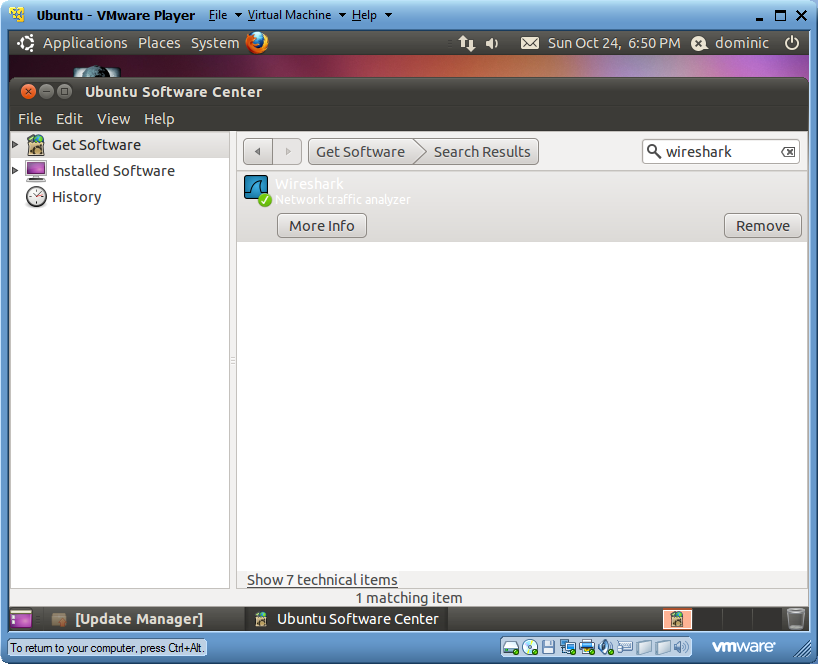 Ubuntu - VMware Player File Virtual Machine Help
Applications Places System Sun Oct 24, 6:50 PM dominic
Ubuntu Software Center
File Edit View Help
Get Software
Installed Software
History
Get Software Search Results wireshark
Wireshark
Network traffic analyzer
More Info Remove
Show 7 technical items
1 matching item
[Update Manager] Ubuntu Software Center
To return to your computer, press Ctrl+Alt. vmware